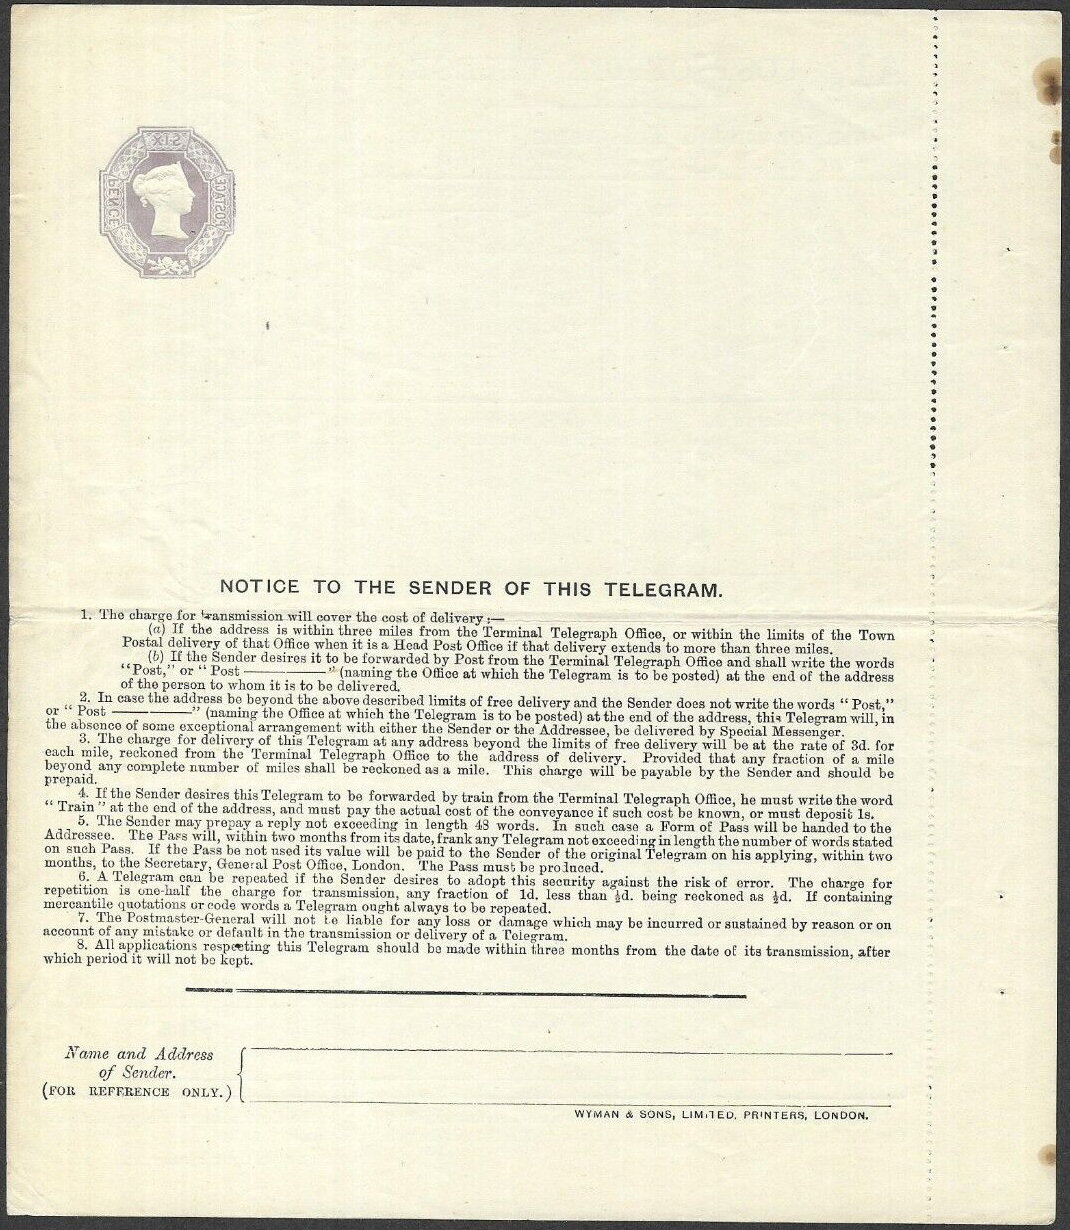 SIX
PENCE
POSTAGE
NOTICE TO THE SENDER OF THIS TELEGRAM.
1. The charge for transmission will cover the cost of delivery:—
(a) If the address is within three miles from the Terminal Telegraph Office, or within the limits of the Town
Postal delivery of that Office when it is a Head Post Office if that delivery extends to more than three miles.
(b) If the Sender desires it to be forwarded by Post from the Terminal Telegraph Office and shall write the words
"Post," or "Post ————" (naming the Office at which the Telegram is to be posted) at the end of the address
of the person to whom it is to be delivered.
2. In case the address be beyond the above described limits of free delivery and the Sender does not write the words "Post,"
or "Post ————" (naming the Office at which the Telegram is to be posted) at the end of the address, this Telegram will, in
the absence of some exceptional arrangement with either the Sender or the Addressee, be delivered by Special Messenger.
3. The charge for delivery of this Telegram at any address beyond the limits of free delivery will be at the rate of 3d. for
each mile, reckoned from the Terminal Telegraph Office to the address of delivery. Provided that any fraction of a mile
beyond any complete number of miles shall be reckoned as a mile. This charge will be payable by the Sender and should be
prepaid.
4. If the Sender desires this Telegram to be forwarded by train from the Terminal Telegraph Office, he must write the word
"Train" at the end of the address, and must pay the actual cost of the conveyance if such cost be known, or must deposit 1s.
5. The Sender may prepay a reply not exceeding in length 48 words. In such case a Form of Pass will be handed to the
Addressee. The Pass will, within two months from its date, frank any Telegram not exceeding in length the number of words stated
on such Pass. If the Pass be not used its value will be paid to the Sender of the original Telegram on his applying, within two
months, to the Secretary, General Post Office, London. The Pass must be produced.
6. A Telegram can be repeated if the Sender desires to adopt this security against the risk of error. The charge for
repetition is one-half the charge for transmission, any fraction of 1d. less than ½d. being reckoned as ½d. If containing
mercantile quotations or code words a Telegram ought always to be repeated.
7. The Postmaster-General will not be liable for any loss or damage which may be incurred or sustained by reason or on
account of any mistake or default in the transmission or delivery of a Telegram.
8. All applications respecting this Telegram should be made within three months from the date of its transmission, after
which period it will not be kept.
Name and Address
of Sender.
(FOR REFERENCE ONLY.)
WYMAN & SONS, LIMITED, PRINTERS, LONDON.